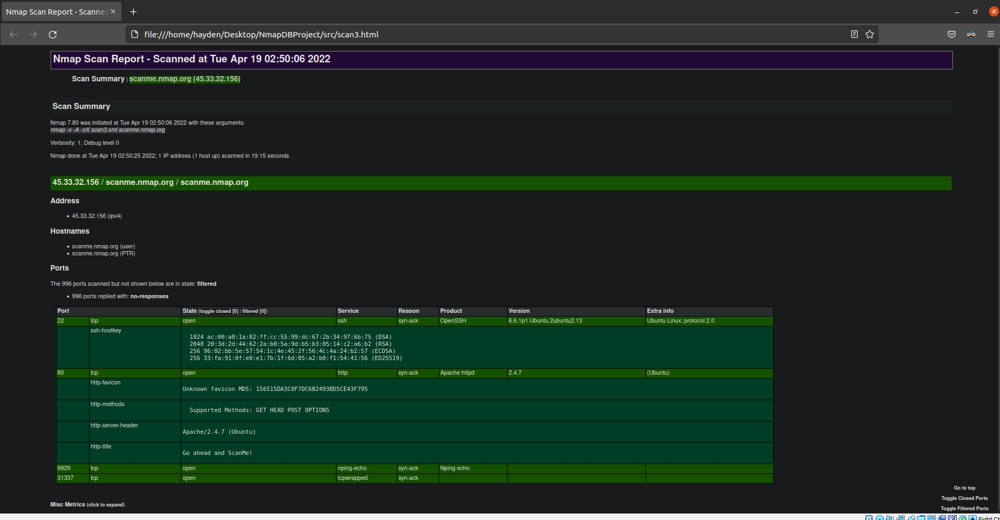 Nmap Scan Report - Scanned
file:///home/hayden/Desktop/NmapDBProject/src/scan3.html
Nmap Scan Report - Scanned at Tue Apr 19 02:50:06 2022
Scan Summary | scanme.nmap.org (45.33.32.156)
Scan Summary
Nmap 7.80 was initiated at Tue Apr 19 02:50:06 2022 with these arguments:
nmap -v -A -oX scan3.xml scanme.nmap.org
Verbosity: 1; Debug level 0
Nmap done at Tue Apr 19 02:50:25 2022; 1 IP address (1 host up) scanned in 19.15 seconds
45.33.32.156 / scanme.nmap.org / scanme.nmap.org
Address
• 45.33.32.156 (ipv4)
Hostnames
• scanme.nmap.org (user)
• scanme.nmap.org (PTR)
Ports
The 996 ports scanned but not shown below are in state: filtered
• 996 ports replied with: no-responses
Port State (toggle closed [0] | filtered [0]) Service Reason Product Version Extra info
22 tcp open ssh syn-ack OpenSSH 6.6.1p1 Ubuntu 2ubuntu2.13 Ubuntu Linux; protocol 2.0
ssh-hostkey
1024 ac:00:a0:1a:82:ff:cc:55:99:dc:67:2b:34:97:6b:75 (DSA)
2048 20:3d:2d:44:62:2a:b0:5a:9d:b5:b3:05:14:c2:a6:b2 (RSA)
256 96:02:bb:5e:57:54:1c:4e:45:2f:56:4c:4a:24:b2:57 (ECDSA)
256 33:fa:91:0f:e0:e1:7b:1f:6d:05:a2:b0:f1:54:41:56 (ED25519)
80 tcp open http syn-ack Apache httpd 2.4.7 (Ubuntu)
http-favicon
Unknown favicon MD5: 156515DA3C0F7DC6B2493BD5CE43F795
http-methods
Supported Methods: GET HEAD POST OPTIONS
http-server-header
Apache/2.4.7 (Ubuntu)
http-title
Go ahead and ScanMe!
9929 tcp open nping-echo syn-ack Nping echo
31337 tcp open tcpwrapped syn-ack
Go to top
Toggle Closed Ports
Misc Metrics (click to expand)
Toggle Filtered Ports
Right